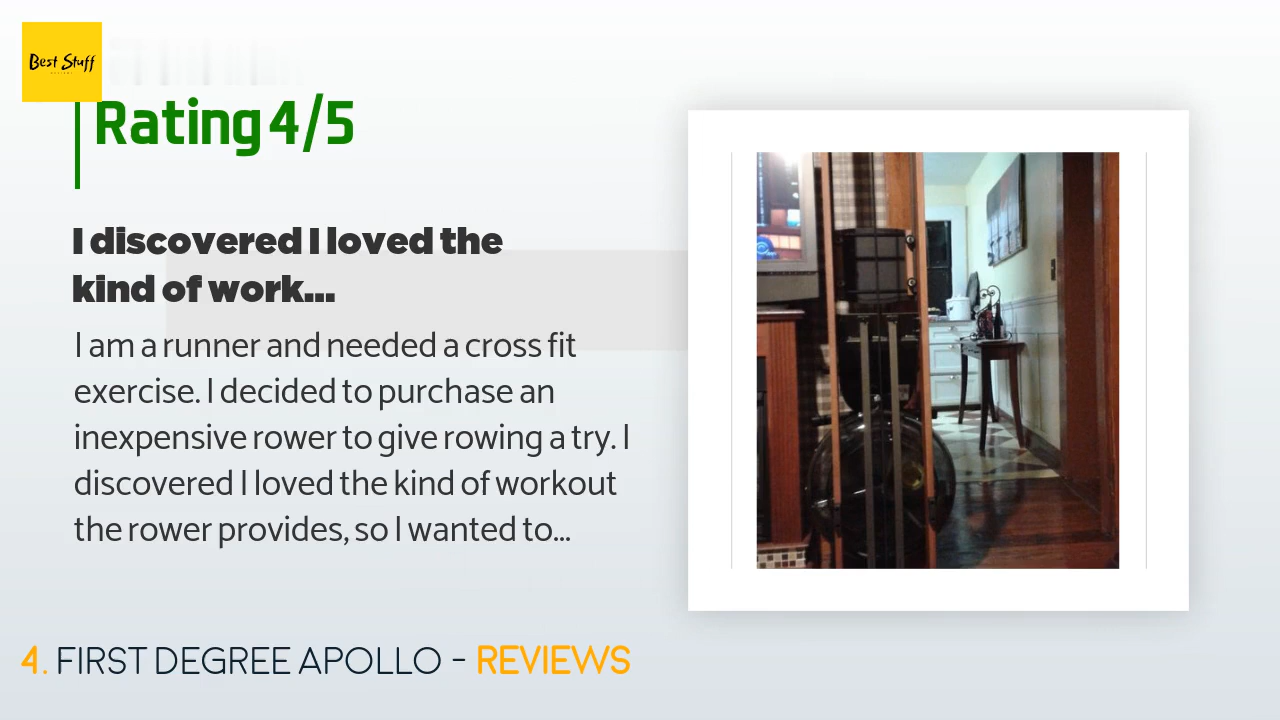 Best Stuff
Rating 4/5
I discovered I loved the
kind of work...
I am a runner and needed a cross fit
exercise. I decided to purchase an
inexpensive rower to give rowing a try. I
discovered I loved the kind of workout
the rower provides, so I wanted to...
4. FIRST DEGREE APOLLO - REVIEWS